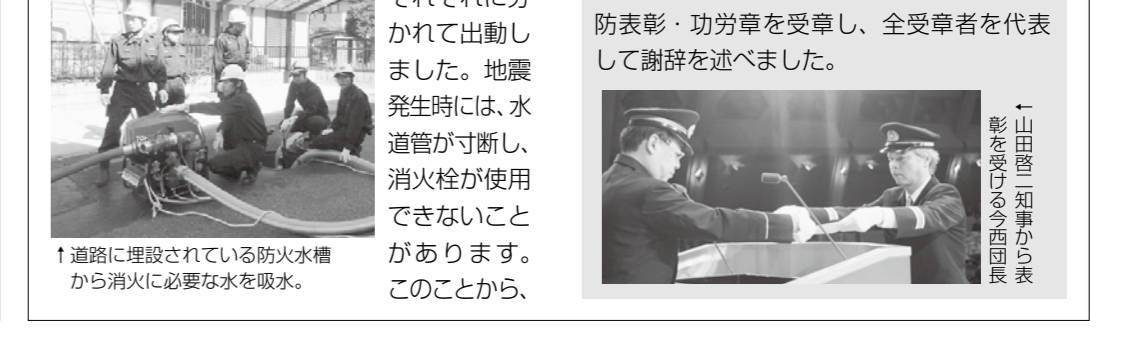 それぞれに分
かれて出動し
ました。地震
発生時には、水
道管が寸断し、
消火栓が使用
できないこと
があります。
このことから、
↑道路に埋設されている防火水槽
から消火に必要な水を吸水。
防表彰・功労章を受章し、全受章者を代表
して謝辞を述べました。
↑山田啓二知事から表
彰を受ける今西団長